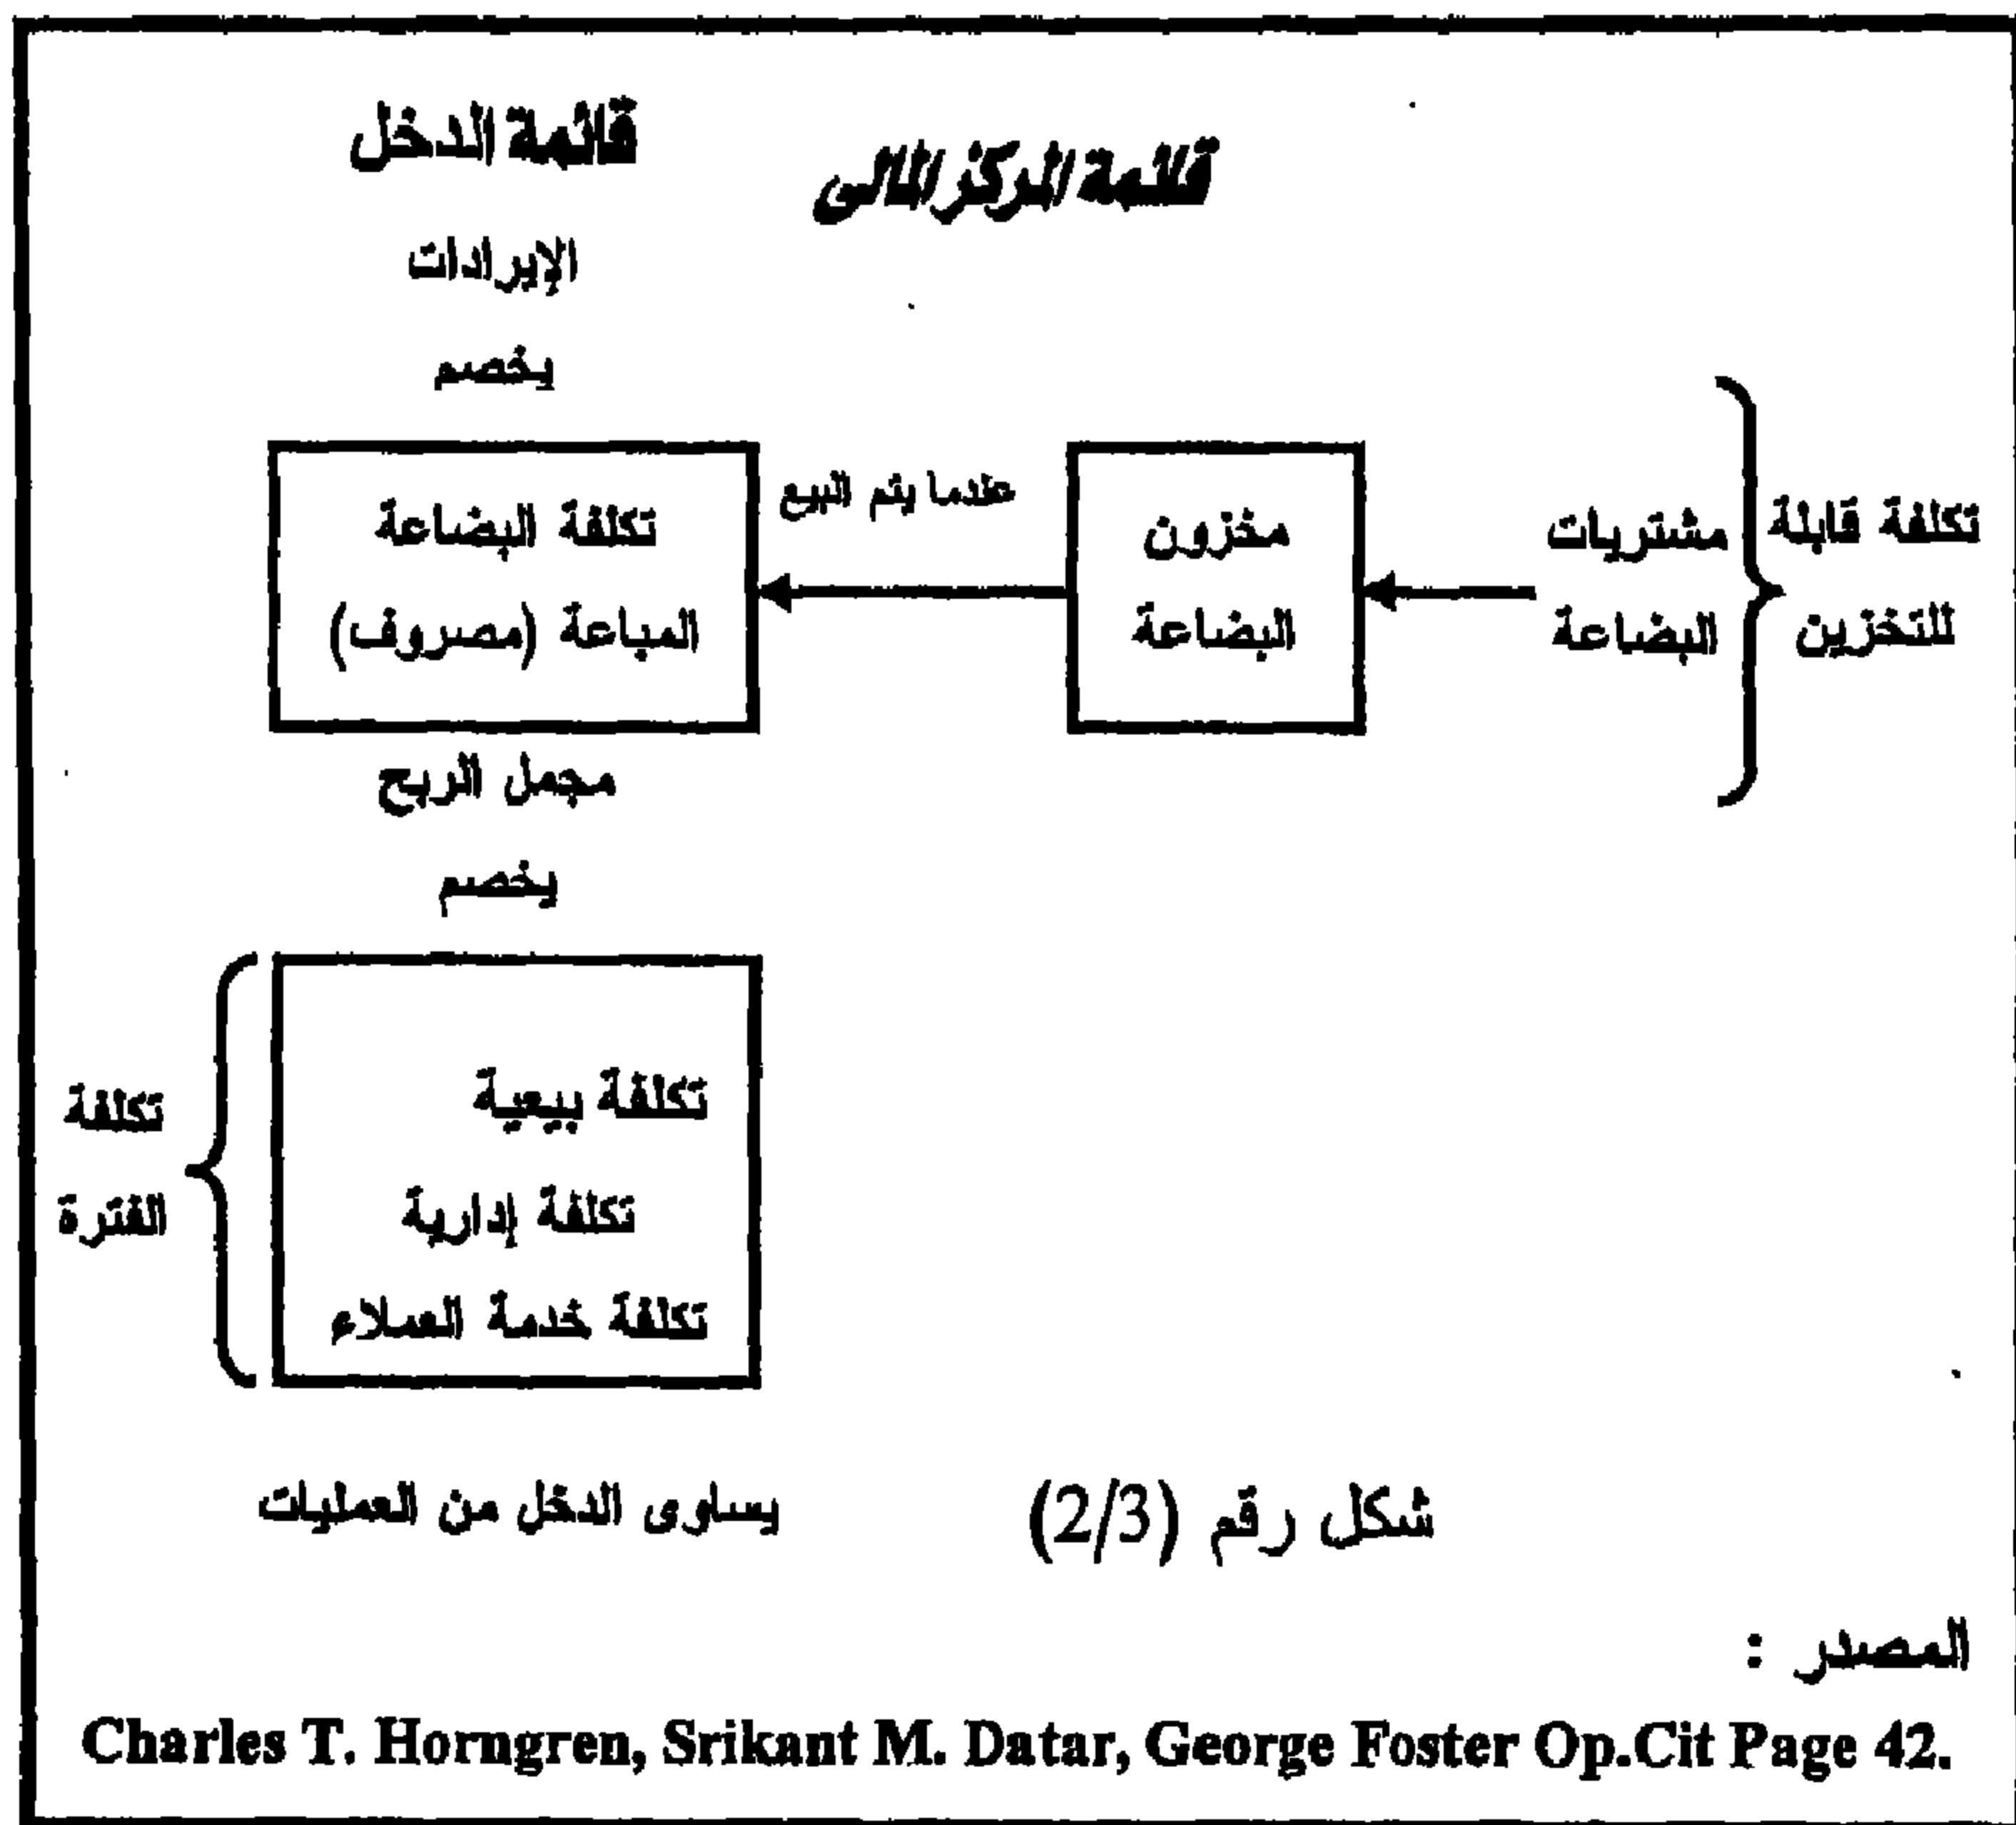 قائمة المركز المالى
قائمة الدخل
الإيرادات
يخصم
تكلفة قابلة
للتخزين
مشتريات
البضاعة
مخزون
البضاعة
عندما يتم البيع
تكلفة البضاعة
المباعة (مصروف)
مجمل الربح
يخصم
تكلفة بيعية
تكلفة إدارية
تكلفة خدمة العملاء
تكلفة
الفترة
شكل رقم (2/3)
يساوى الدخل من العمليات
المصدر :
Charles T. Horngren, Srikant M. Datar, George Foster Op.Cit Page 42.